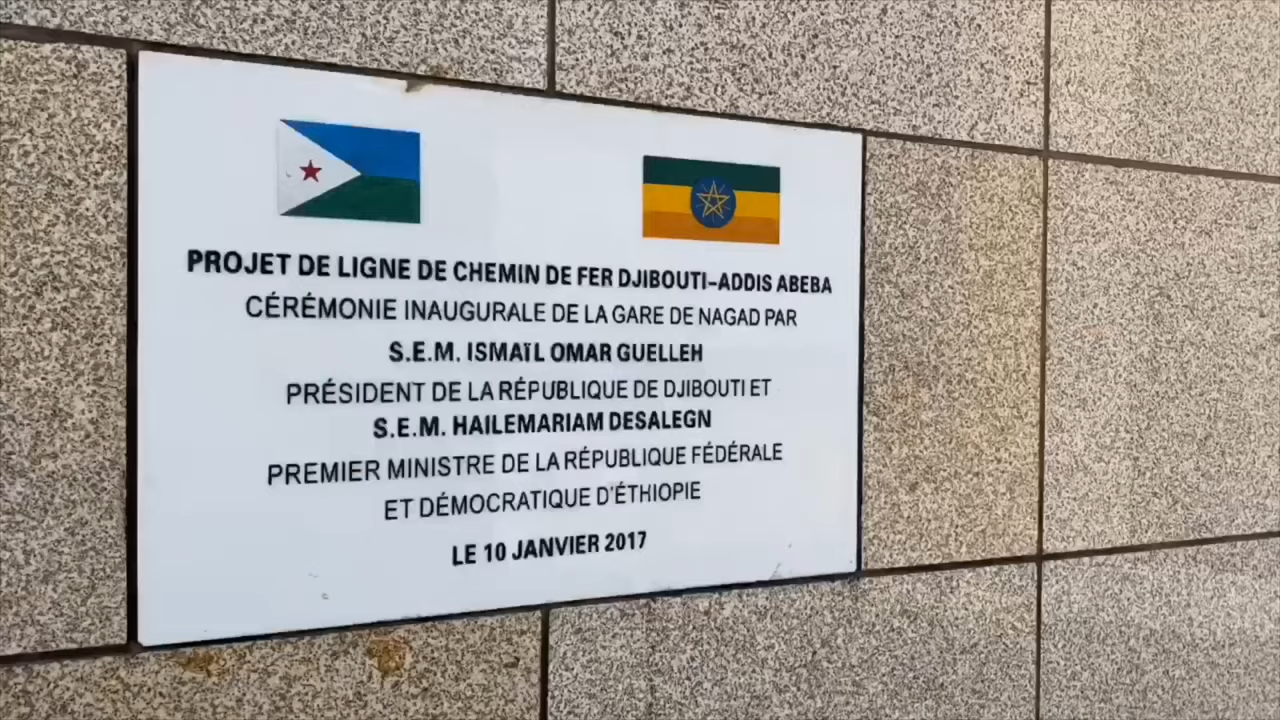 PROJET DE LIGNE DE CHEMIN DE FER DJIBOUTI-ADDIS ABEBA
CÉRÉMONIE INAUGURALE DE LA GARE DE NAGAD PAR
S.E.M. ISMAÏL OMAR GUELLEH
PRÉSIDENT DE LA RÉPUBLIQUE DE DJIBOUTI ET
S.E.M. HAILEMARIAM DESALEGN
PREMIER MINISTRE DE LA RÉPUBLIQUE FÉDÉRALE
ET DÉMOCRATIQUE D'ÉTHIOPIE
LE 10 JANVIER 2017